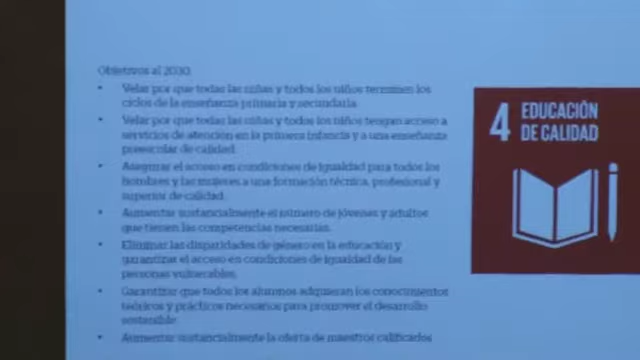 Objetivos al 2030:
• Velar por que todas las niñas y todos los niños terminen los
ciclos de la enseñanza primaria y secundaria.
• Velar por que todas las niñas y todos los niños tengan acceso a
servicios de atención en la primera infancia y a una enseñanza
preescolar de calidad.
• Asegurar el acceso en condiciones de igualdad para todos los
hombres y las mujeres a una formación técnica, profesional y
superior de calidad.
• Aumentar sustancialmente el número de jóvenes y adultos
que tienen las competencias necesarias.
• Eliminar las disparidades de género en la educación y
garantizar el acceso en condiciones de igualdad de las
personas vulnerables.
• Garantizar que todos los alumnos adquieran los conocimientos
teóricos y prácticos necesarios para promover el desarrollo
sostenible.
• Aumentar sustancialmente la oferta de maestros calificados
4 EDUCACIÓN
DE CALIDAD